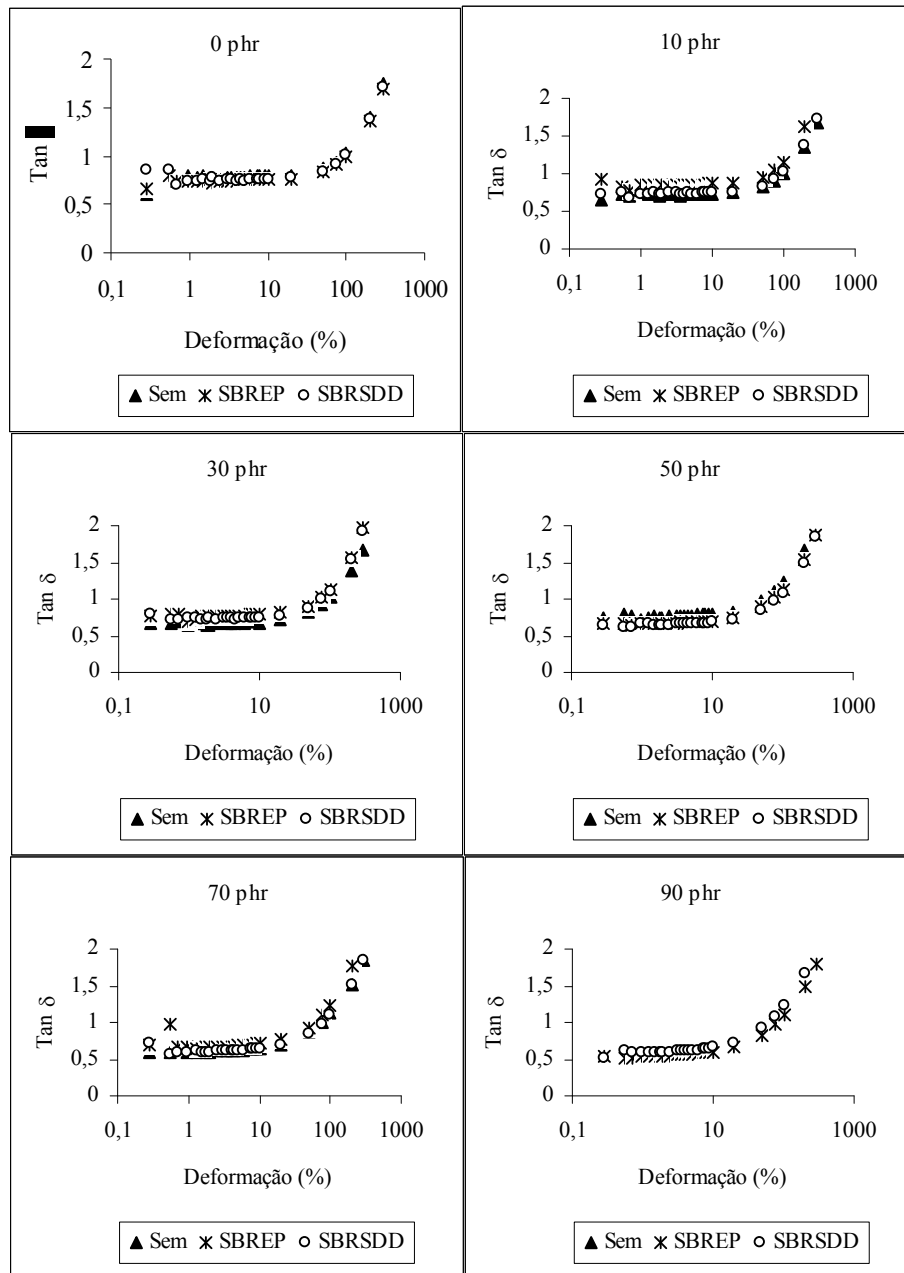 0 phr
2
1,5
1
0,5
0
Tan
0,1 1 10 100 1000
Deformação (%)
▲ Sem ж SBREP ○ SBRSDD
10 phr
2
1,5
1
0,5
0
Tan δ
0,1 1 10 100 1000
Deformação (%)
▲ Sem ж SBREP ○ SBRSDD
30 phr
2
1,5
1
0,5
0
Tan δ
0,1 10 1000
Deformação (%)
▲ Sem ж SBREP ○ SBRSDD
50 phr
2
1,5
1
0,5
0
Tan δ
0,1 10 1000
Deformação (%)
▲ Sem ж SBREP ○ SBRSDD
70 phr
2
1,5
1
0,5
0
Tan δ
0,1 1 10 100 1000
Deformação (%)
▲ Sem ж SBREP ○ SBRSDD
90 phr
2
1,5
1
0,5
0
Tan δ
0,1 10 1000
Deformação (%)
▲ Sem ж SBREP ○ SBRSDD